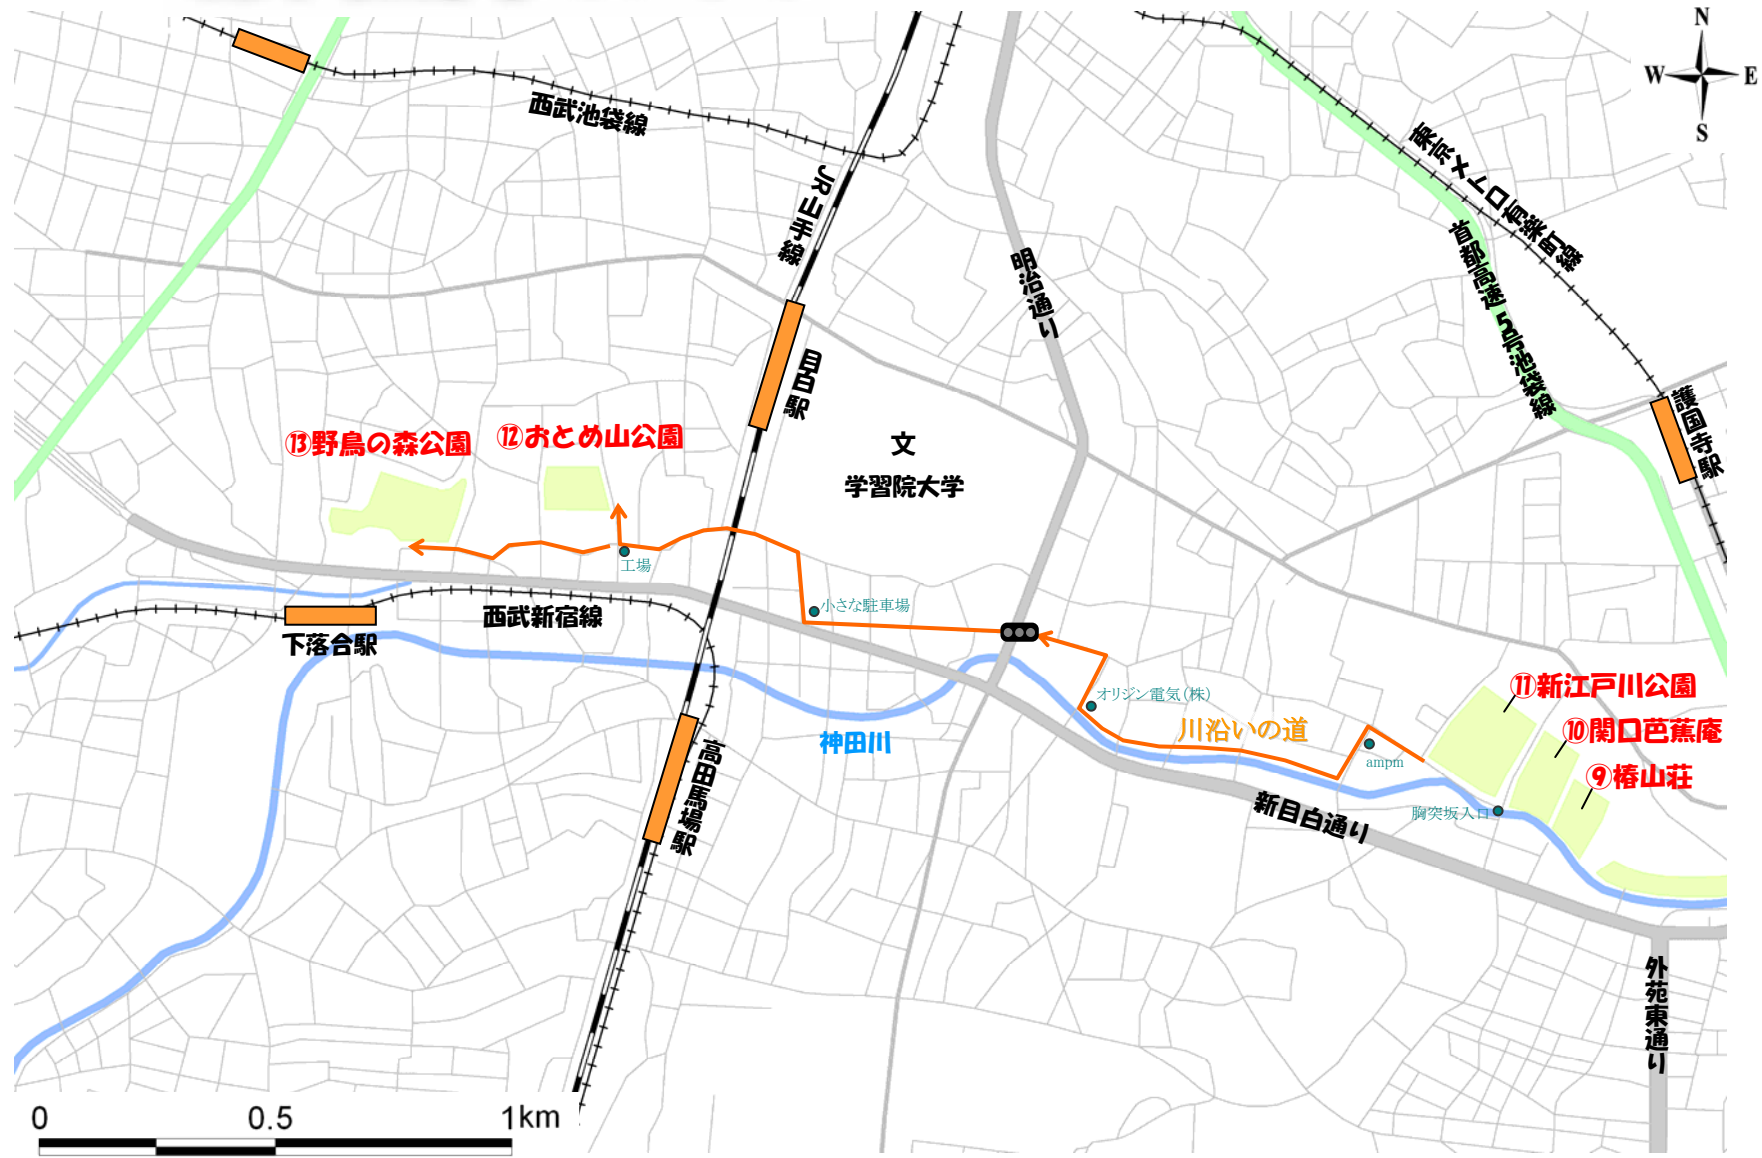 N
W
E
S
西武池袋線
JR山手線
明治通り
東京メトロ有楽町線
首都高速5号池袋線
護国寺駅
目白駅
文
学習院大学
⑬野鳥の森公園
⑫おとめ山公園
工場
小さな駐車場
西武新宿線
下落合駅
オリジン電気(株)
川沿いの道
ampm
⑪新江戸川公園
⑩関口芭蕉庵
⑨椿山荘
胸突坂入口
神田川
高田馬場駅
新目白通り
外苑東通り
0
0.5
1km